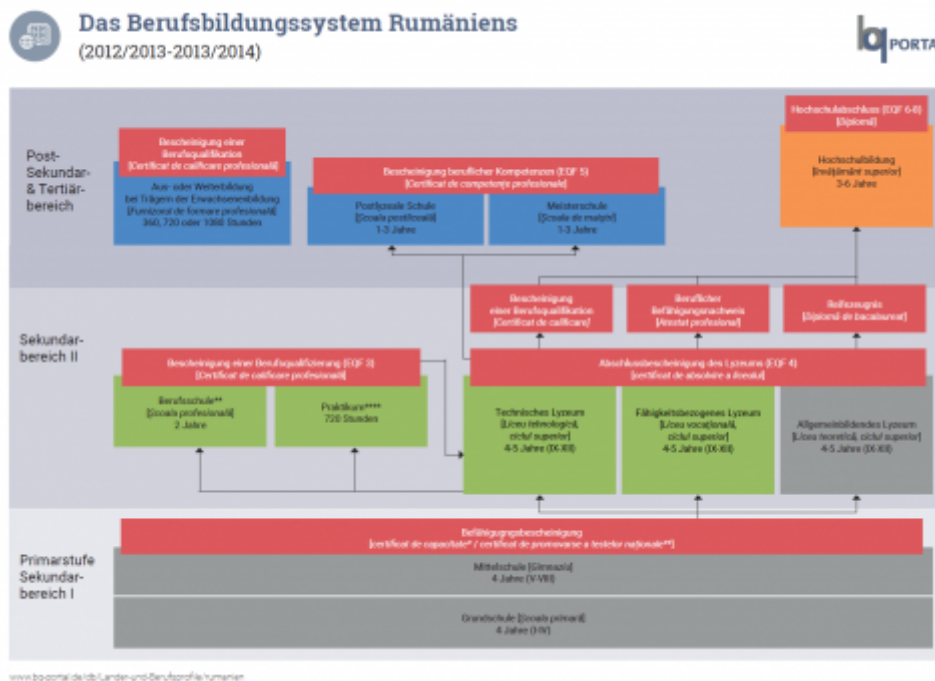 Das Berufsbildungssystem Rumäniens
(2012/2013-2013/2014)
bq PORTA
Post-
Sekundar-
& Tertiär-
bereich
Bescheinigung einer
Berufsqualifikation
[Certificat de calificare profesională]
Aus- oder Weiterbildung
bei Trägern der Erwachsenenbildung
[Furnizorol de formare profesională]
360, 720 oder 1080 Stunden
Bescheinigung beruflicher Kompetenzen (EQF 5)
[Certificat de competențe profesionale]
Postlyzeale Schule
[Școala postliceală]
1-3 Jahre
Meisterschule
[Școala de maiștri]
1-3 Jahre
Hochschulabschluss (EQF 6-8)
[Diplomă]
Hochschulbildung
[Învățământ superior]
3-6 Jahre
Sekundar-
bereich II
Bescheinigung
einer Berufsqualifikation
[Certificat de calificare]
Beruflicher
Befähigungsnachweis
[Atestat profesional]
Reifezeugnis
[Diplomă de bacalaureat]
Bescheinigung einer Berufsqualifizierung (EQF 3)
[Certificat de calificare profesională]
Berufsschule**
[Școala profesională]
2 Jahre
Praktikum****
720 Stunden
Abschlussbescheinigung des Lyzeums (EQF 4)
[certificat de absolvire a liceului]
Technisches Lyzeum
[Liceu tehnologică,
ciclul superior]
4-5 Jahre (IX-XIII)
Fähigkeitsbezogenes Lyzeum
[Liceu vocațională,
ciclul superior]
4-5 Jahre (IX-XIII)
Allgemeinbildendes Lyzeum
[Liceu teoretică, ciclul superior]
4-5 Jahre (IX-XIII)
Primarstufe
Sekundar-
bereich I
Befähigungsbescheinigung
[certificat de capacitate* / certificat de promovare a testelor naționale**]
Mittelschule [Gimnazia]
4 Jahre (V-VIII)
Grundschule [Școala primară]
4 Jahre (I-IV)
www.bq-portal.de/db/Länder-und-Berufsprofile/rumänien